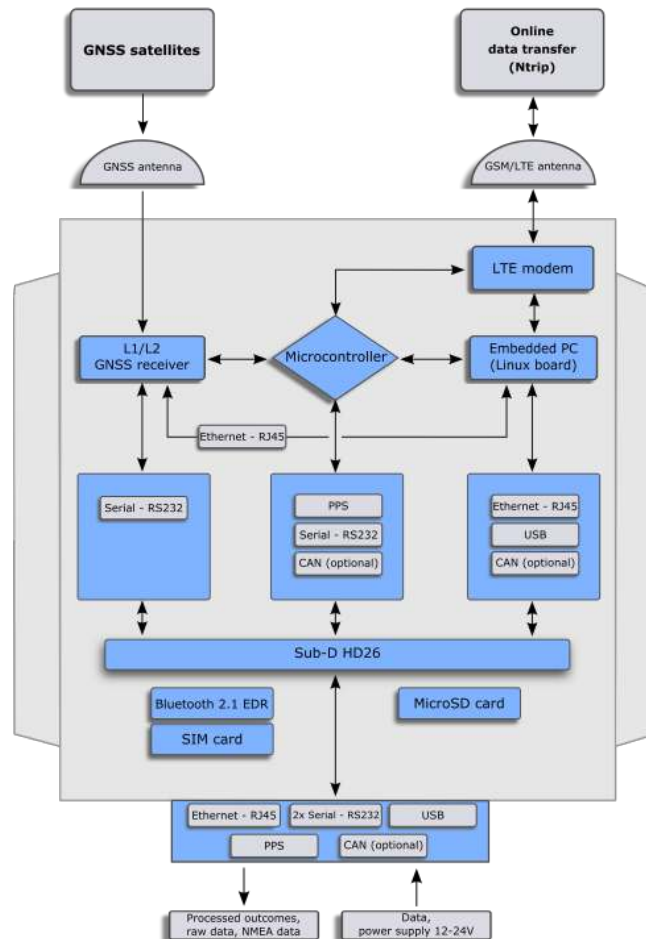 GNSS satellites
Online
data transfer
(Ntrip)
GNSS antenna
GSM/LTE antenna
LTE modem
L1/L2
GNSS receiver
Microcontroller
Embedded PC
(Linux board)
Ethernet - RJ45
Serial - RS232
PPS
Serial - RS232
CAN (optional)
Ethernet - RJ45
USB
CAN (optional)
Sub-D HD26
Bluetooth 2.1 EDR
SIM card
MicroSD card
Ethernet - RJ45
2x Serial - RS232
USB
PPS
CAN (optional)
Processed outcomes,
raw data, NMEA data
Data,
power supply 12-24V